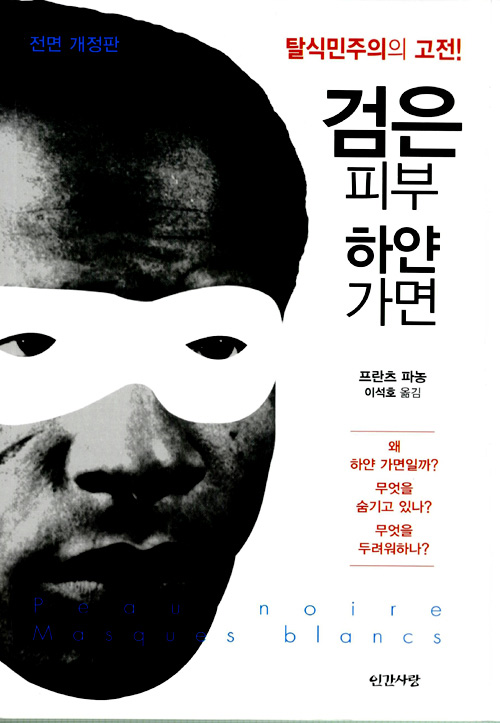 전면 개정판
탈식민주의의 고전!
검은
피부
하얀
가면
프란츠 파농
이석호 옮김
왜
하얀 가면일까?
무엇을
숨기고 있나?
무엇을
두려워하나?
Peau noire
Masques blancs
인간사랑